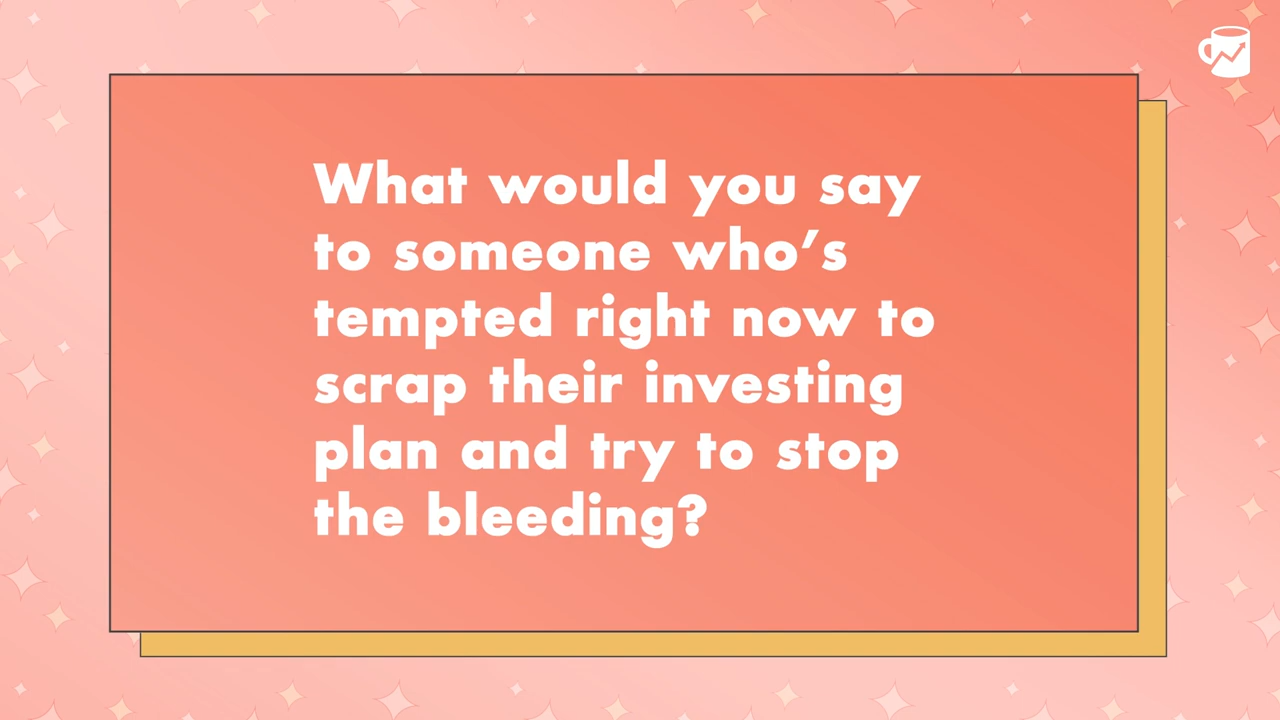 What would you say
to someone who’s
tempted right now to
scrap their investing
plan and try to stop
the bleeding?